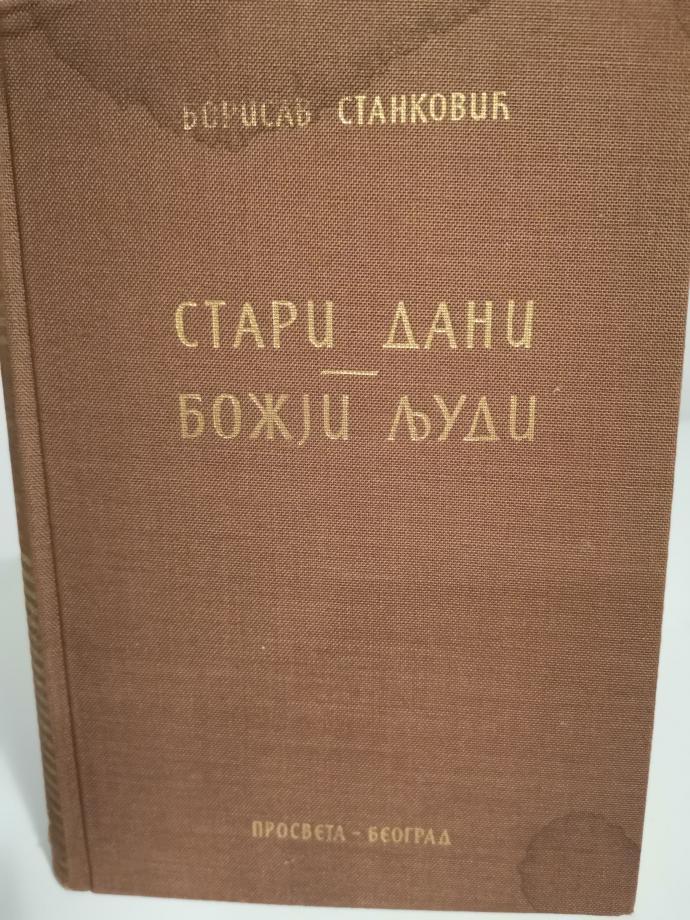 БОРИСАВ СТАНКОВИЋ
СТАРИ ДАНИ
БОЖЈИ ЉУДИ
ПРОСВЕТА - БЕОГРАД